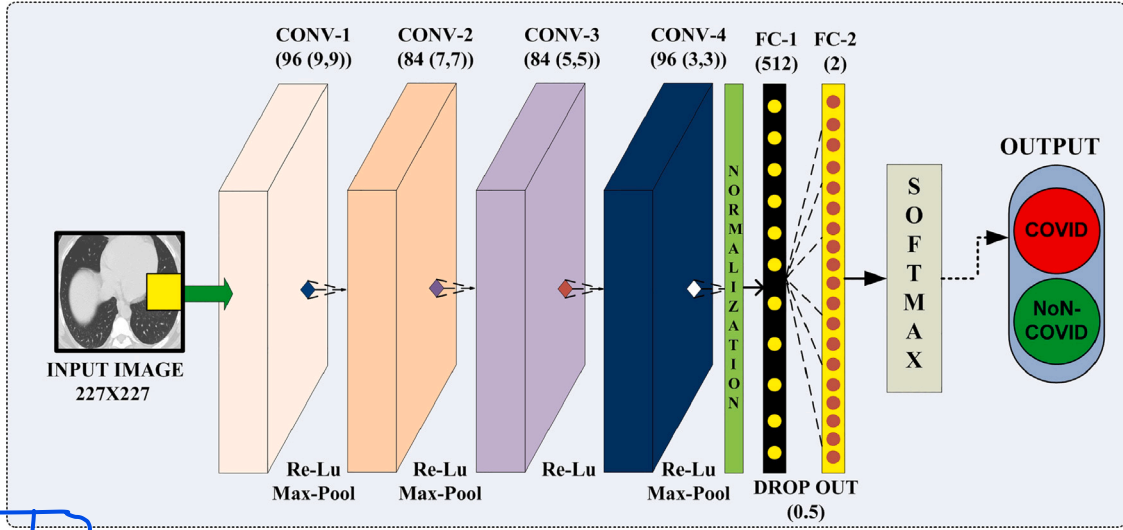 CONV-1
(96 (9,9))
CONV-2
(84 (7,7))
CONV-3
(84 (5,5))
CONV-4
(96 (3,3))
FC-1
(512)
FC-2
(2)
INPUT IMAGE
227X227
Re-Lu
Max-Pool
Re-Lu
Max-Pool
Re-Lu
Re-Lu
Max-Pool
NORMALIZATION
DROP OUT
(0.5)
SOFTMAX
OUTPUT
COVID
NoN-
COVID